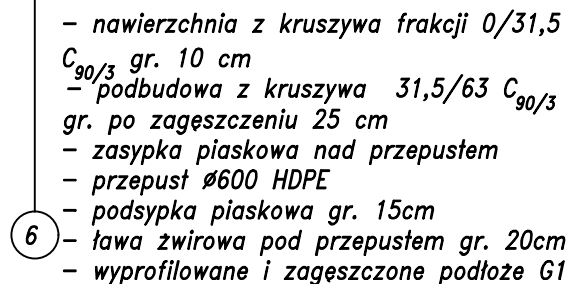 - nawierzchnia z kruszywa frakcji 0/31,5
C90/3 gr. 10 cm
- podbudowa z kruszywa 31,5/63 C90/3
gr. po zagęszczeniu 25 cm
- zasypka piaskowa nad przepustem
- przepust Ø600 HDPE
- podsypka piaskowa gr. 15cm
6 - ława żwirowa pod przepustem gr. 20cm
- wyprofilowane i zagęszczone podłoże G1